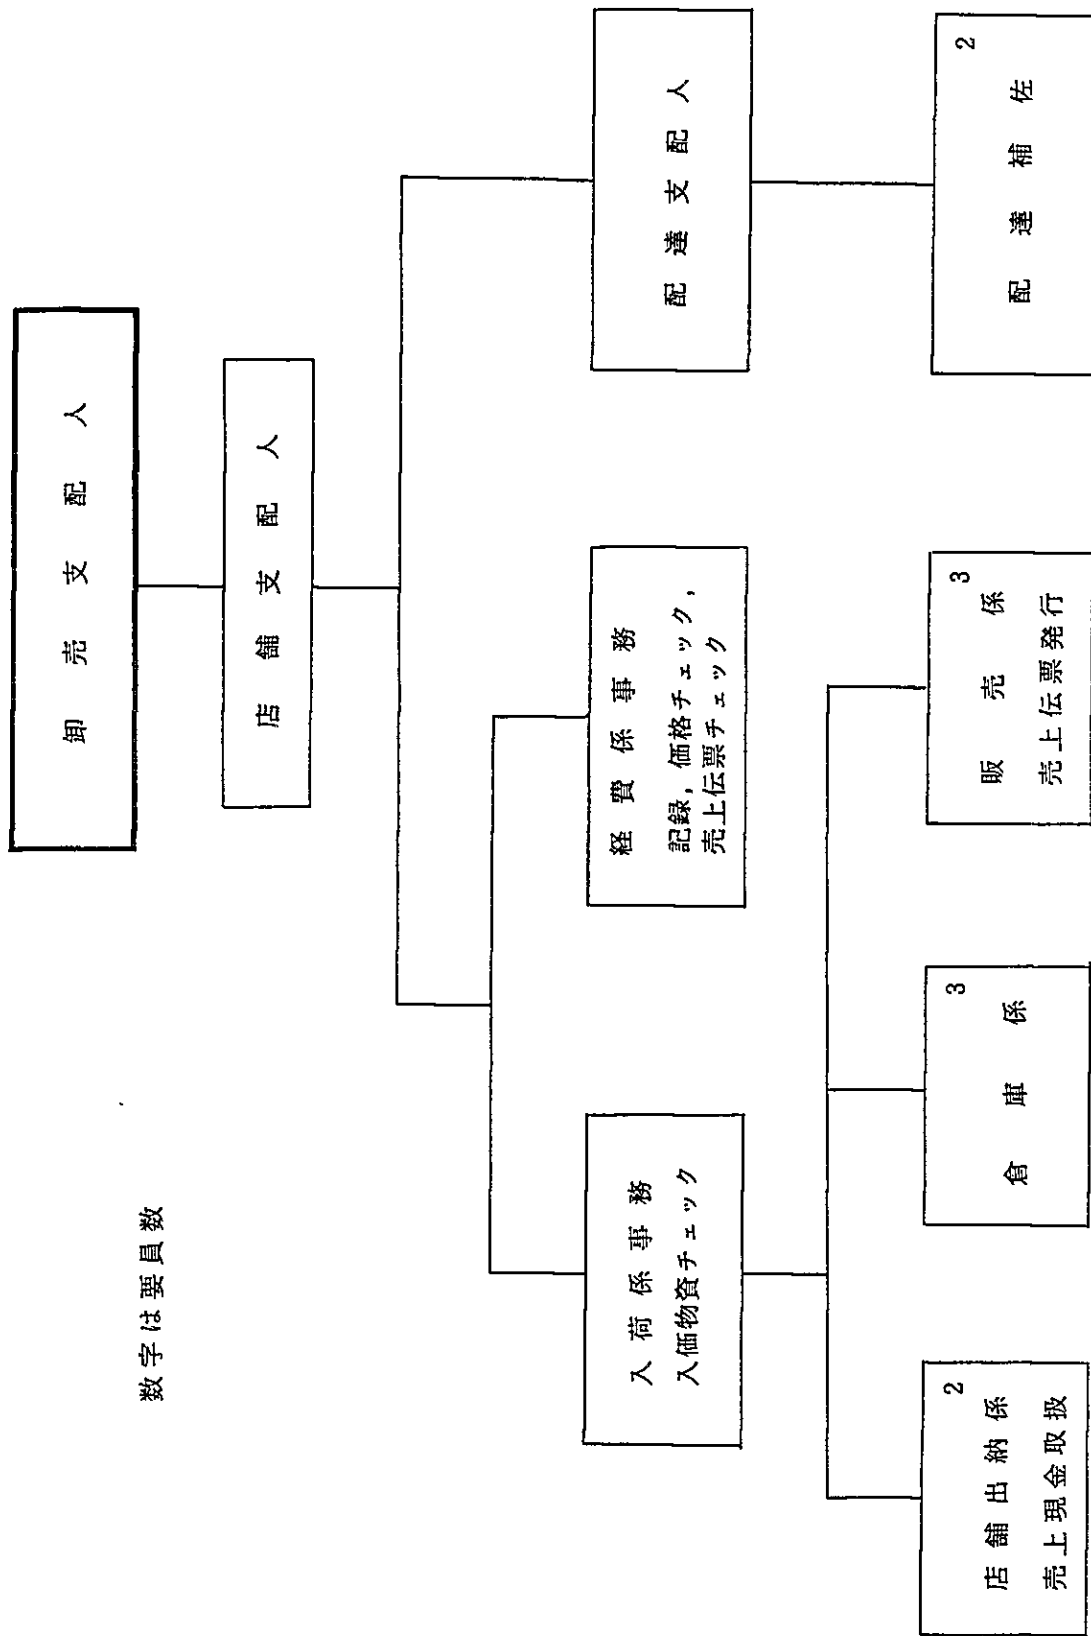 卸売支配人
店舗支配人
数字は要員数
入荷係事務
入価物資チェック
経費係事務
記録，価格チェック，
売上伝票チェック
配達支配人
2
店舗出納係
売上現金取扱
3
倉庫係
3
販売係
売上伝票発行
2
配達補佐